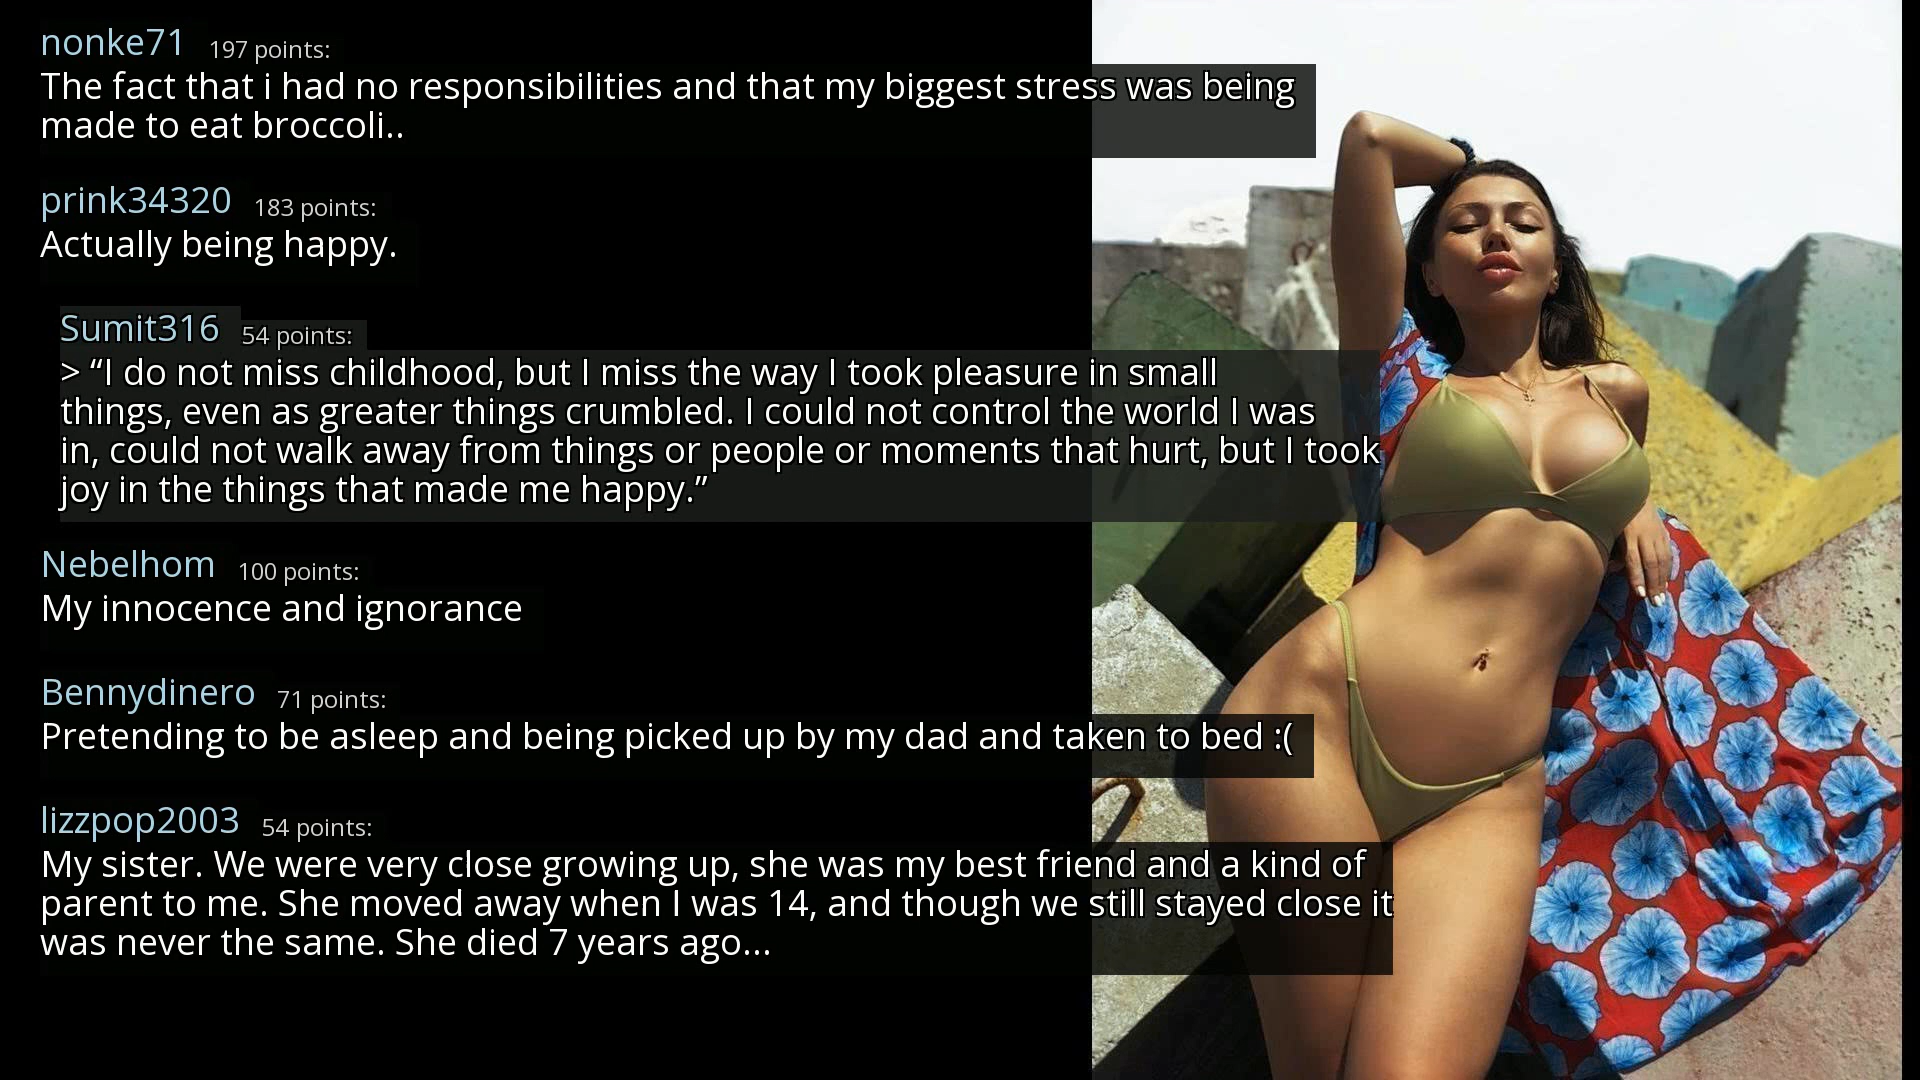 nonke71 197 points:
The fact that i had no responsibilities and that my biggest stress was being
made to eat broccoli..
prink34320 183 points:
Actually being happy.
Sumit316 54 points:
> “I do not miss childhood, but I miss the way I took pleasure in small
things, even as greater things crumbled. I could not control the world I was
in, could not walk away from things or people or moments that hurt, but I took
joy in the things that made me happy.”
Nebelhom 100 points:
My innocence and ignorance
Bennydinero 71 points:
Pretending to be asleep and being picked up by my dad and taken to bed :(
lizzpop2003 54 points:
My sister. We were very close growing up, she was my best friend and a kind of
parent to me. She moved away when I was 14, and though we still stayed close it
was never the same. She died 7 years ago...